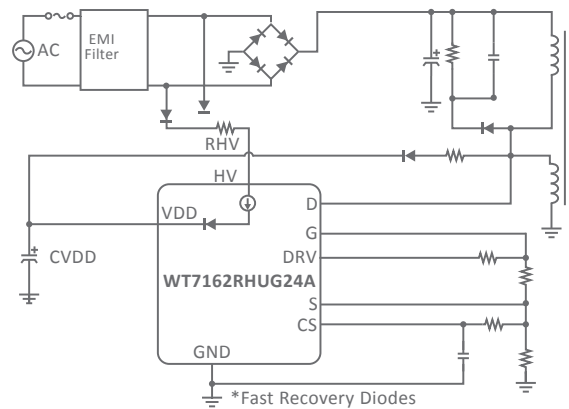 EMI
Filter
AC
RHV
HV
VDD
D
G
DRV
CVDD
WT7162RHUG24A
S
CS
GND
*Fast Recovery Diodes